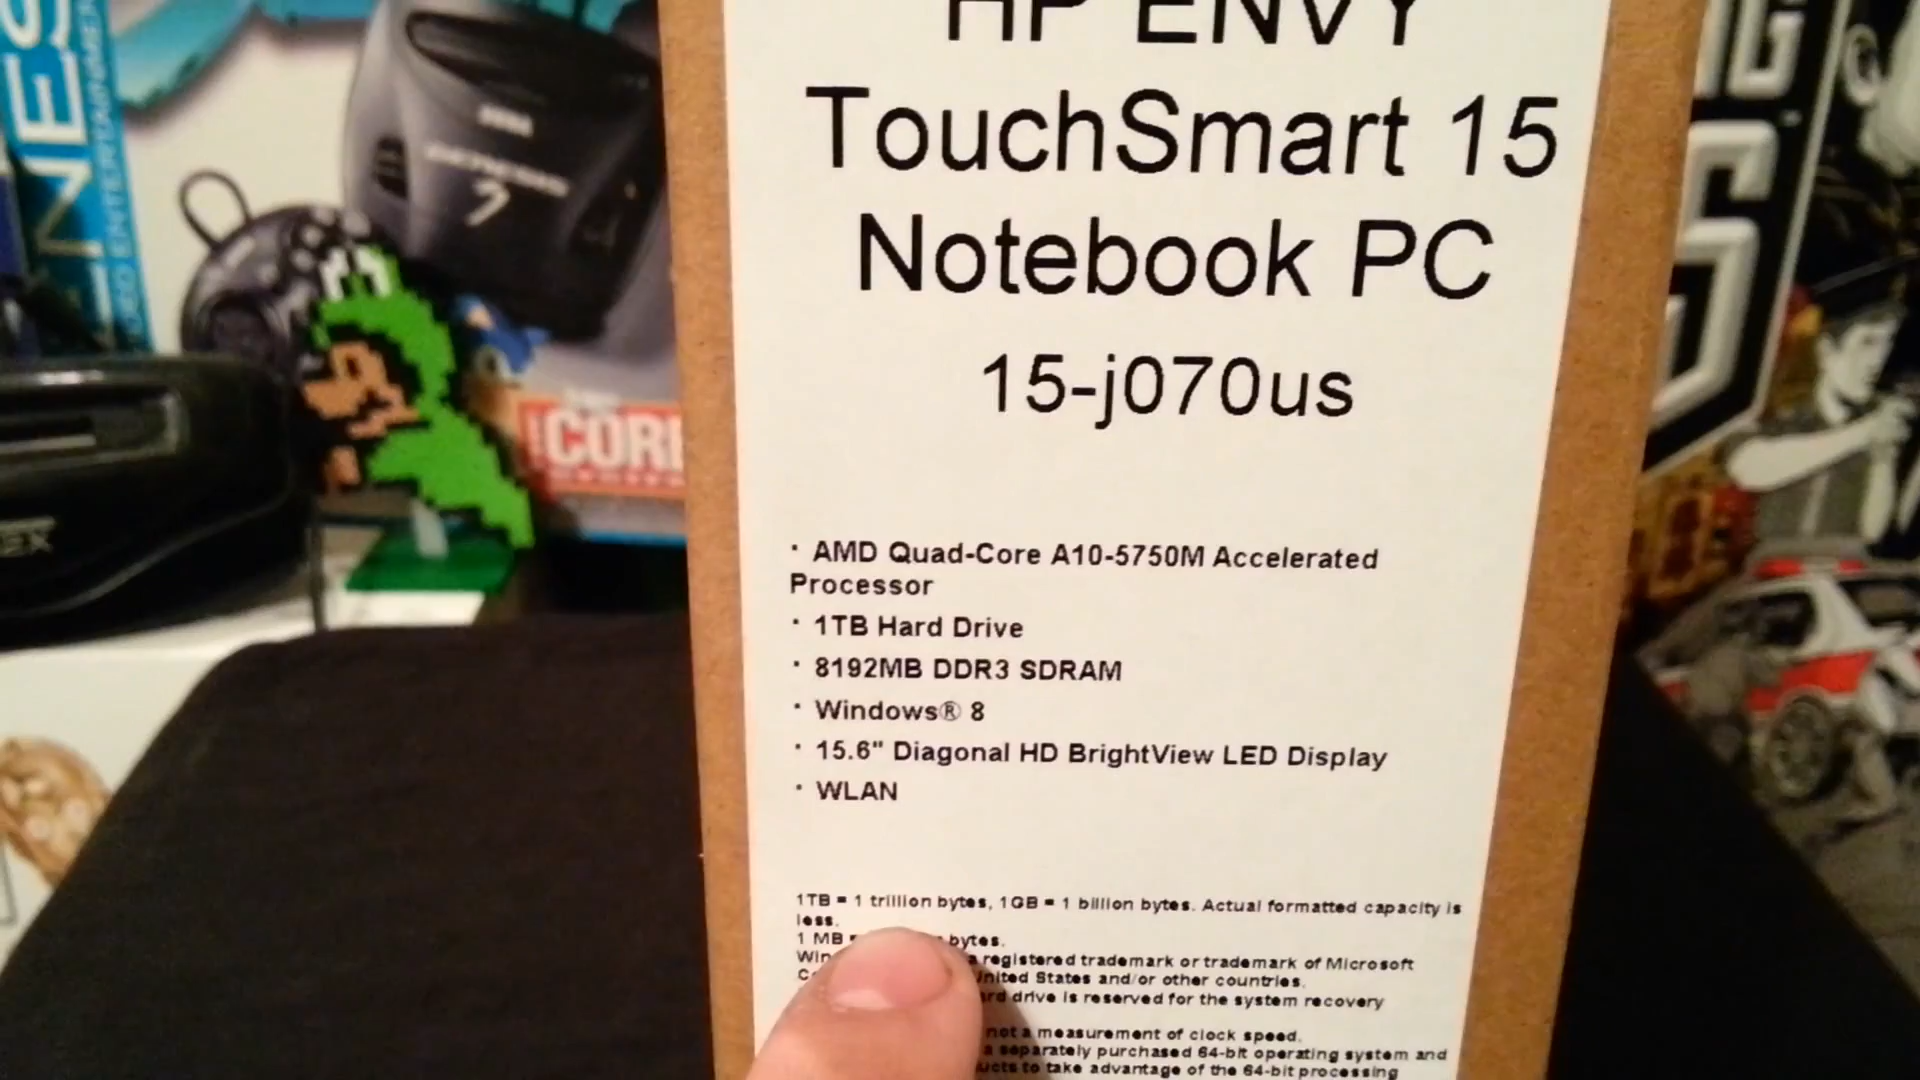 HP ENVY
TouchSmart 15
Notebook PC
15-j070us
· AMD Quad-Core A10-5750M Accelerated
Processor
· 1TB Hard Drive
· 8192MB DDR3 SDRAM
· Windows® 8
· 15.6" Diagonal HD BrightView LED Display
· WLAN
1TB = 1 trillion bytes, 1GB = 1 billion bytes. Actual formatted capacity is
less.
1 MB bytes.
registered trademark or trademark of Microsoft
United States and/or other countries.
drive is reserved for the system recovery
not a measurement of clock speed.
a separately purchased 64-bit operating system and
to take advantage of the 64-bit processing
SEGA
3
CORE